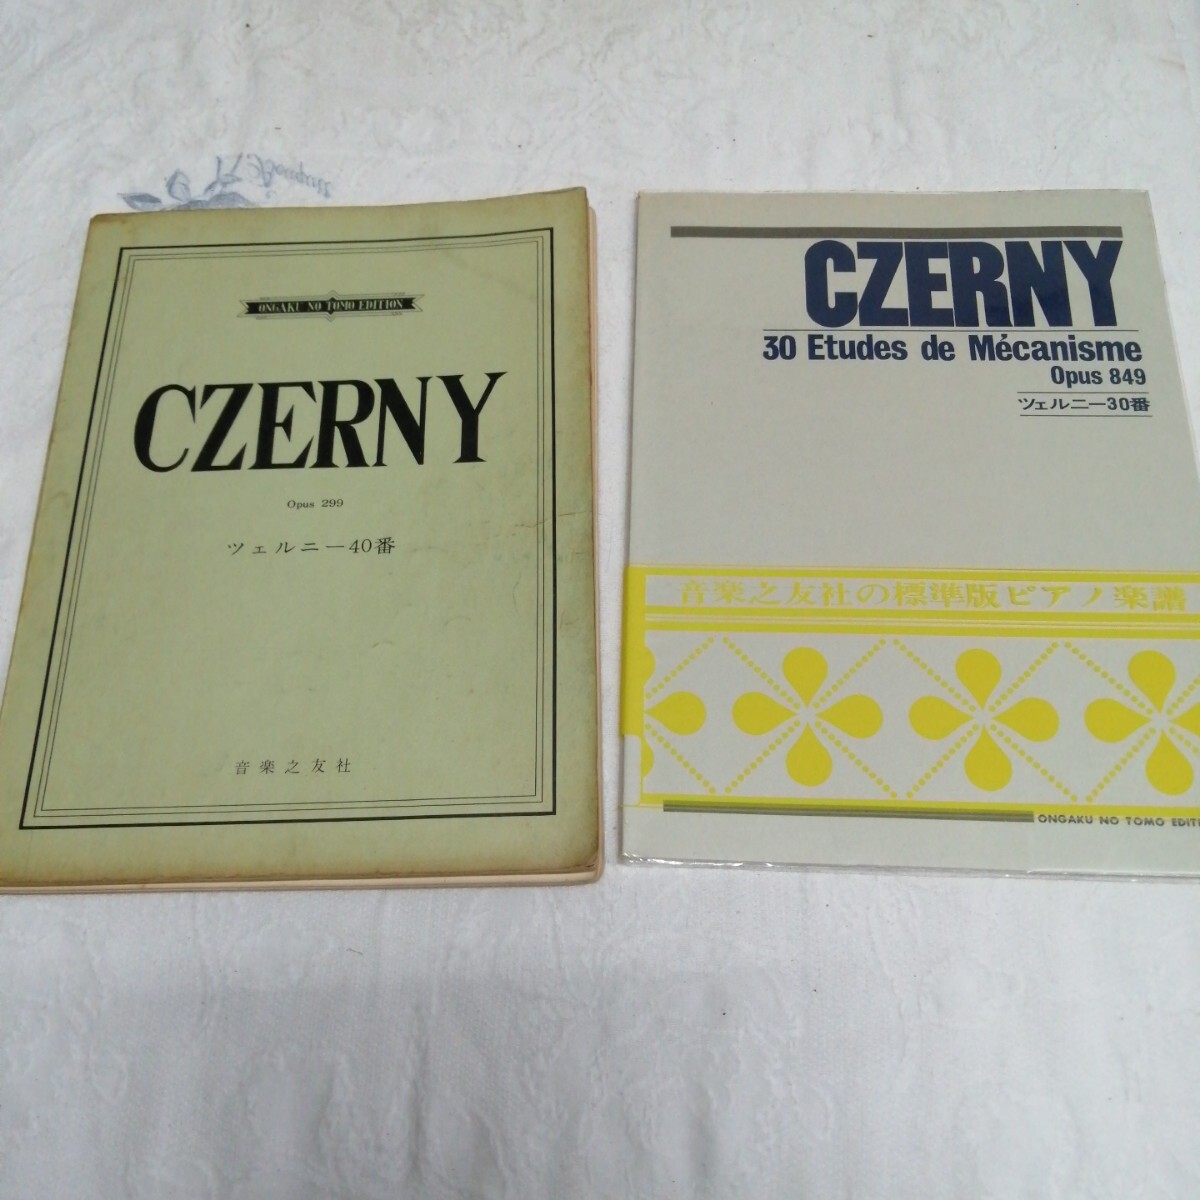 Bouquet
ONGAKU NO TOMO EDITION
CZERNY
Opus 299
ツェルニー40番
音楽之友社
CZERNY
30 Etudes de Mécanisme
Opus 849
ツェルニー30番
音楽之友社の標準版ピアノ楽譜
ONGAKU NO TOMO EDITI